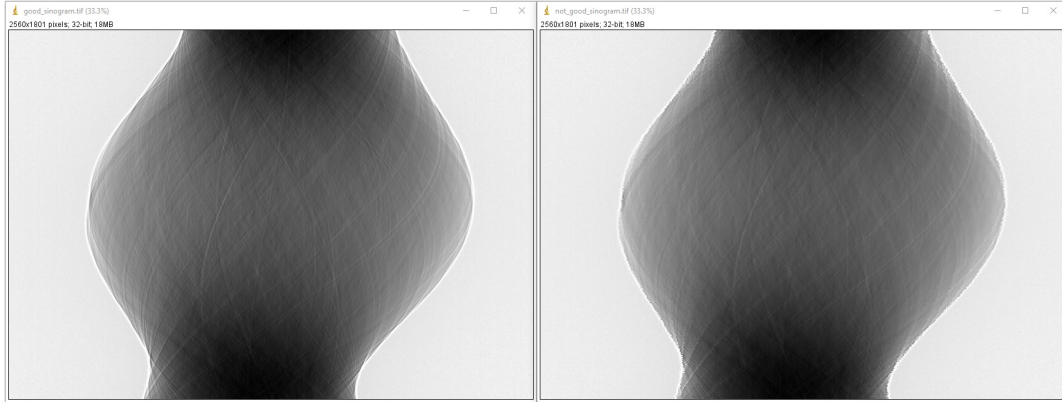 good_sinogram.tif (33.3%)
2560x1801 pixels; 32-bit; 18MB
not_good_sinogram.tif (33.3%)
2560x1801 pixels; 32-bit; 18MB